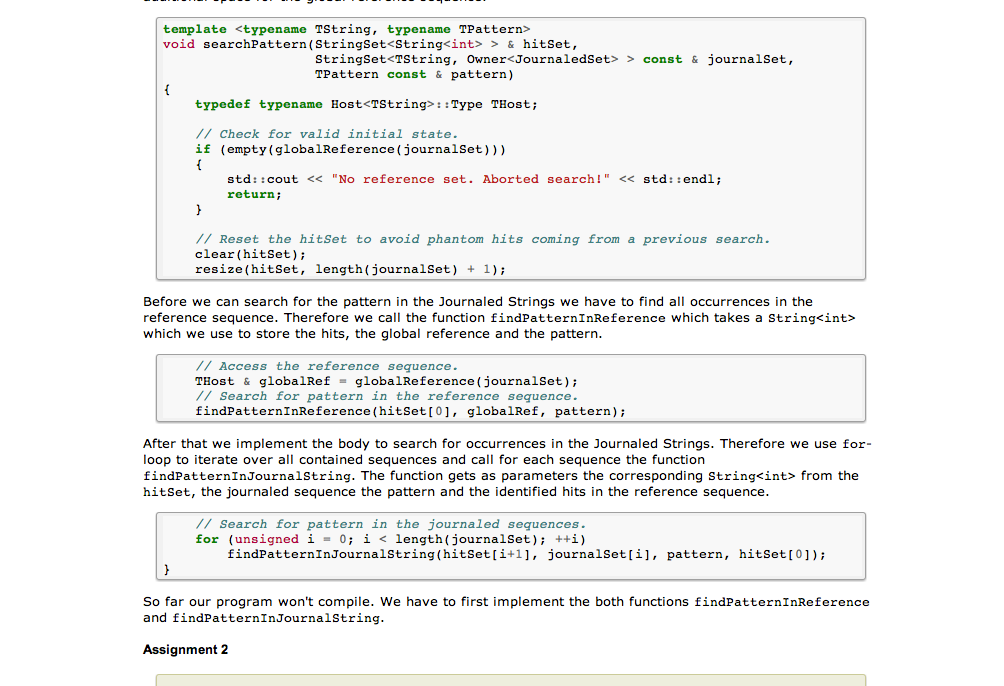 template <typename TString, typename TPattern>
void searchPattern(StringSet<String<int> > & hitSet,
                   StringSet<TString, Owner<JournaledSet> > const & journalSet,
                   TPattern const & pattern)
{
    typedef typename Host<TString>::Type THost;

    // Check for valid initial state.
    if (empty(globalReference(journalSet)))
    {
        std::cout << "No reference set. Aborted search!" << std::endl;
        return;
    }

    // Reset the hitSet to avoid phantom hits coming from a previous search.
    clear(hitSet);
    resize(hitSet, length(journalSet) + 1);
Before we can search for the pattern in the Journaled Strings we have to find all occurrences in the
reference sequence. Therefore we call the function findPatternInReference which takes a String<int>
which we use to store the hits, the global reference and the pattern.
    // Access the reference sequence.
    THost & globalRef = globalReference(journalSet);
    // Search for pattern in the reference sequence.
    findPatternInReference(hitSet[0], globalRef, pattern);
After that we implement the body to search for occurrences in the Journaled Strings. Therefore we use for-
loop to iterate over all contained sequences and call for each sequence the function
findPatternInJournalString. The function gets as parameters the corresponding String<int> from the
hitSet, the journaled sequence the pattern and the identified hits in the reference sequence.
    // Search for pattern in the journaled sequences.
    for (unsigned i = 0; i < length(journalSet); ++i)
        findPatternInJournalString(hitSet[i+1], journalSet[i], pattern, hitSet[0]);
}
So far our program won't compile. We have to first implement the both functions findPatternInReference
and findPatternInJournalString.
Assignment 2